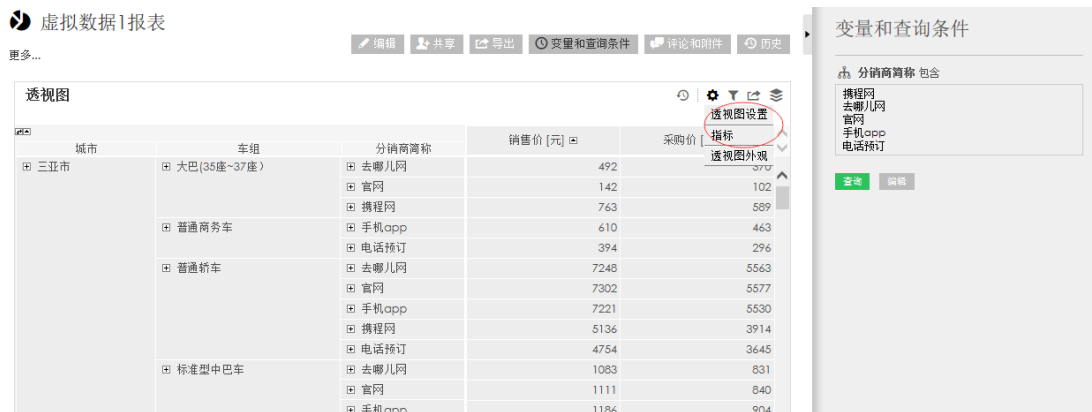 虚拟数据1报表
更多...
编辑 共享 导出 变量和查询条件 评论和附件 历史
透视图
透视图设置
指标
透视图外观
城市 车组 分销商简称 销售价 [元] 采购价 [
三亚市 大巴(35座~37座) 去哪儿网 492 370
官网 142 102
携程网 763 589
普通商务车 手机app 610 463
电话预订 394 296
普通轿车 去哪儿网 7248 5563
官网 7302 5577
手机app 7221 5530
携程网 5136 3914
电话预订 4754 3645
标准型中巴车 去哪儿网 1083 831
官网 1111 840
手机app 1186 904
变量和查询条件
分销商简称 包含
携程网
去哪儿网
官网
手机app
电话预订
查询 编辑